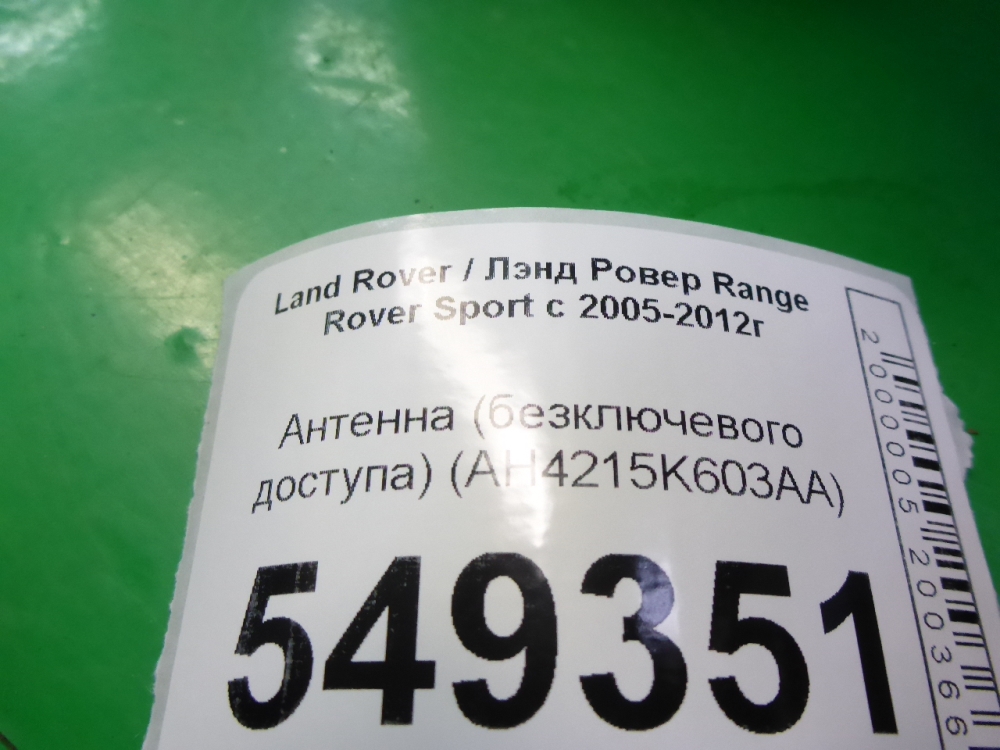 Land Rover / Лэнд Ровер Range
Rover Sport с 2005-2012г
Антенна (безключевого
доступа) (AH4215K603AA)
549351
2000005200366